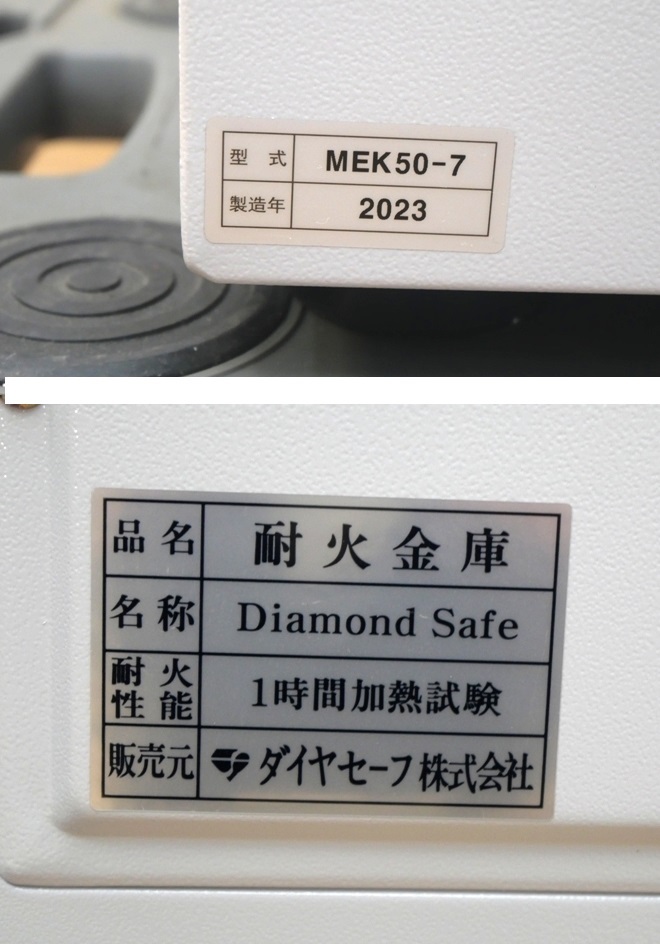 型 式 MEK50-7
製造年 2023
品 名 耐 火 金 庫
名 称 Diamond Safe
耐 火
性 能 1時間加熱試験
販売元 ダイヤセーフ株式会社